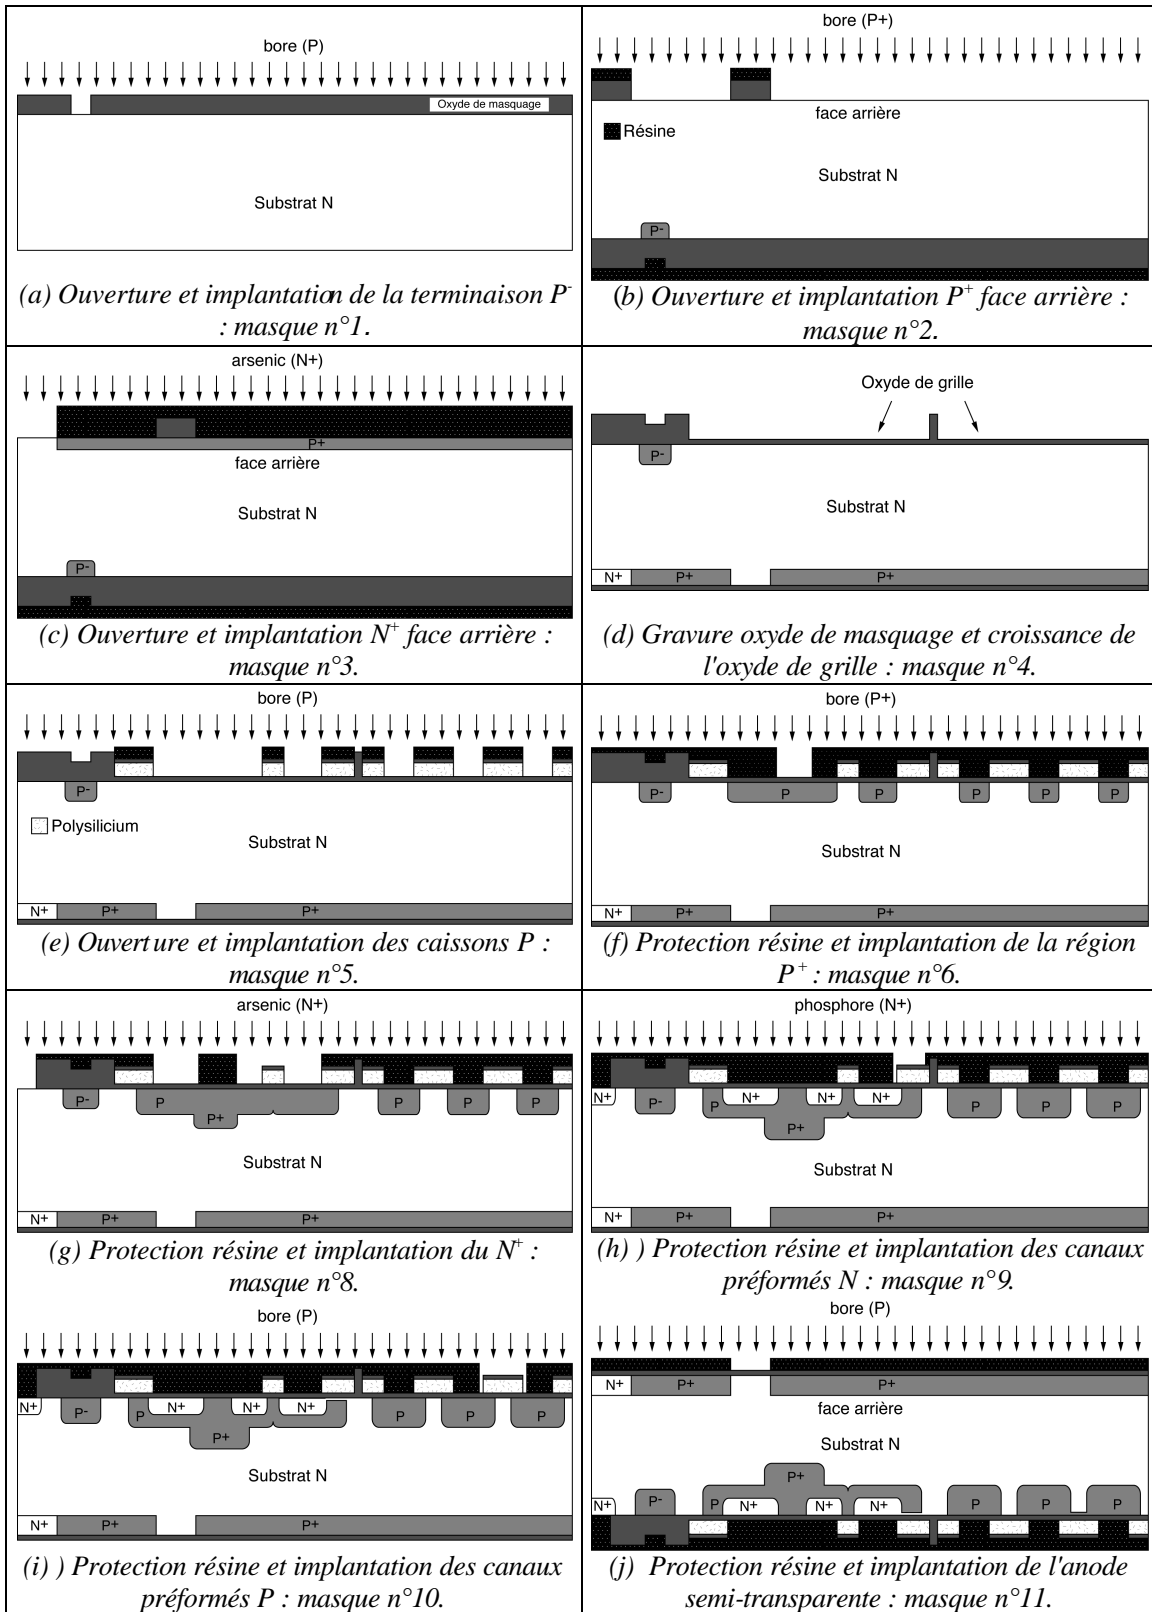 bore (P)
Oxyde de masquage
Substrat N
(a) Ouverture et implantation de la terminaison P-
: masque n°1.
bore (P+)
face arrière
Résine
Substrat N
P-
(b) Ouverture et implantation P+ face arrière :
masque n°2.
arsenic (N+)
P+
face arrière
Substrat N
P-
(c) Ouverture et implantation N+ face arrière :
masque n°3.
Oxyde de grille
P-
Substrat N
N+ P+ P+
(d) Gravure oxyde de masquage et croissance de
l'oxyde de grille : masque n°4.
bore (P)
P-
Polysilicium
Substrat N
N+ P+ P+
(e) Ouverture et implantation des caissons P :
masque n°5.
bore (P+)
P- P P P P P
Substrat N
N+ P+ P+
(f) Protection résine et implantation de la région
P+ : masque n°6.
arsenic (N+)
P- P P+ P P P
Substrat N
N+ P+ P+
(g) Protection résine et implantation du N+ :
masque n°8.
phosphore (N+)
N+ P- P N+ N+ N+ P P P
P+
Substrat N
N+ P+ P+
(h) ) Protection résine et implantation des canaux
préformés N : masque n°9.
bore (P)
N+ P- P N+ N+ N+ P P P
P+
Substrat N
N+ P+ P+
(i) ) Protection résine et implantation des canaux
préformés P : masque n°10.
bore (P)
N+ P+ P+
face arrière
Substrat N
P+
N+ P- P N+ N+ N+ P P P
(j) Protection résine et implantation de l'anode
semi-transparente : masque n°11.